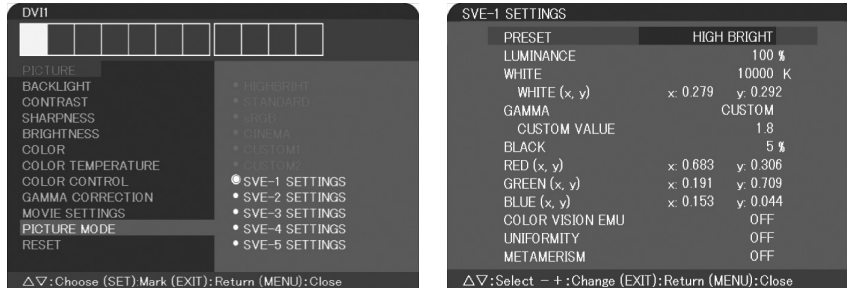 DVI1
PICTURE
BACKLIGHT
CONTRAST
SHARPNESS
BRIGHTNESS
COLOR
COLOR TEMPERATURE
COLOR CONTROL
GAMMA CORRECTION
MOVIE SETTINGS
PICTURE MODE
RESET
• HIGHBRIHT
• STANDARD
• sRGB
• CINEMA
• CUSTOM1
• CUSTOM2
SVE-1 SETTINGS
• SVE-2 SETTINGS
• SVE-3 SETTINGS
• SVE-4 SETTINGS
• SVE-5 SETTINGS
△▽:Choose (SET):Mark (EXIT):Return (MENU):Close
SVE-1 SETTINGS
PRESET HIGH BRIGHT
LUMINANCE 100 %
WHITE 10000 K
WHITE (x, y) x: 0.279 y: 0.292
GAMMA CUSTOM
CUSTOM VALUE 1.8
BLACK 5 %
RED (x, y) x: 0.683 y: 0.306
GREEN (x, y) x: 0.191 y: 0.709
BLUE (x, y) x: 0.153 y: 0.044
COLOR VISION EMU OFF
UNIFORMITY OFF
METAMERISM OFF
△▽:Select －+:Change (EXIT):Return (MENU):Close